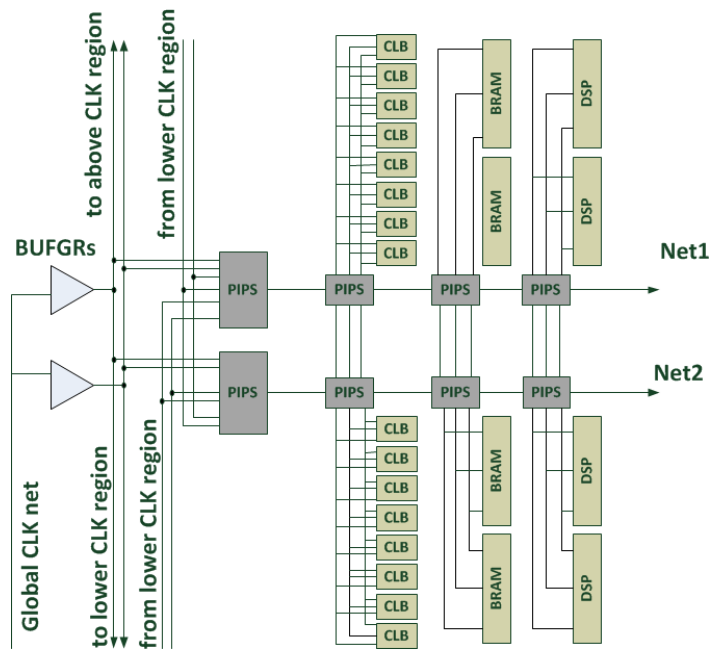 to above CLK region
from lower CLK region
CLB
CLB
CLB
CLB
CLB
CLB
CLB
CLB
BRAM
BRAM
DSP
DSP
BUFGRs
Net1
PIPS
PIPS
PIPS
PIPS
PIPS
PIPS
PIPS
PIPS
Net2
Global CLK net
to lower CLK region
from lower CLK region
CLB
CLB
CLB
CLB
CLB
CLB
CLB
CLB
BRAM
BRAM
DSP
DSP